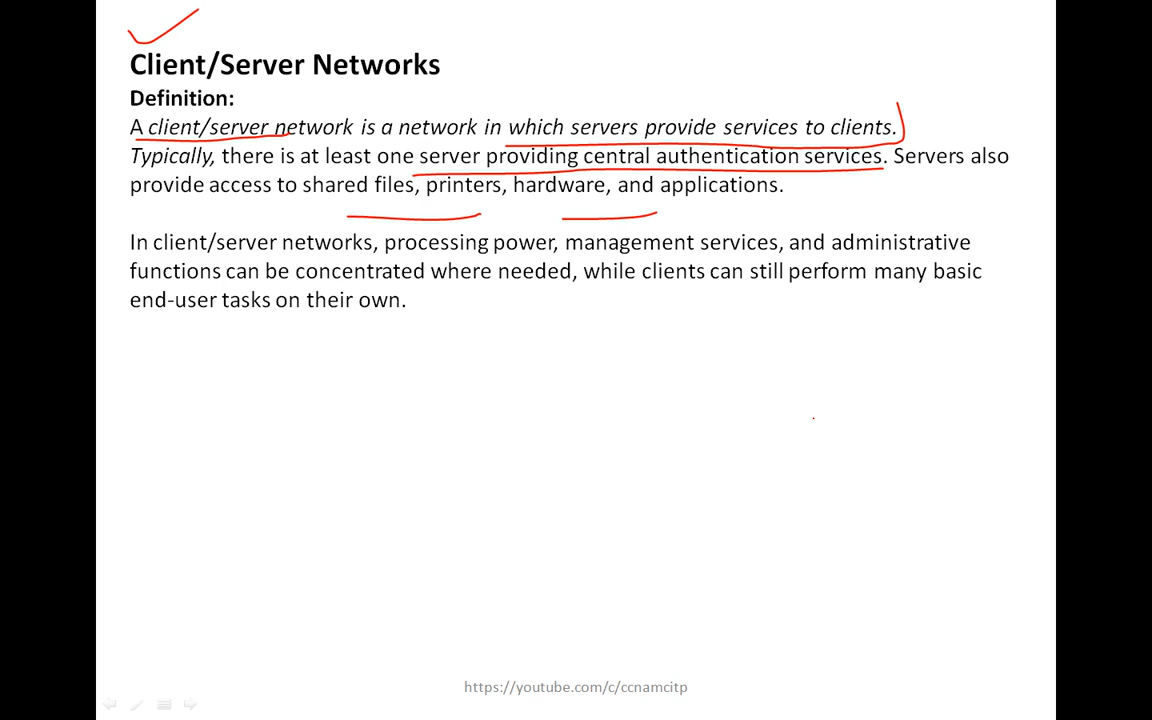 Client/Server Networks
Definition:
A client/server network is a network in which servers provide services to clients.
Typically, there is at least one server providing central authentication services. Servers also
provide access to shared files, printers, hardware, and applications.
In client/server networks, processing power, management services, and administrative
functions can be concentrated where needed, while clients can still perform many basic
end-user tasks on their own.
https://youtube.com/c/ccnamcitp